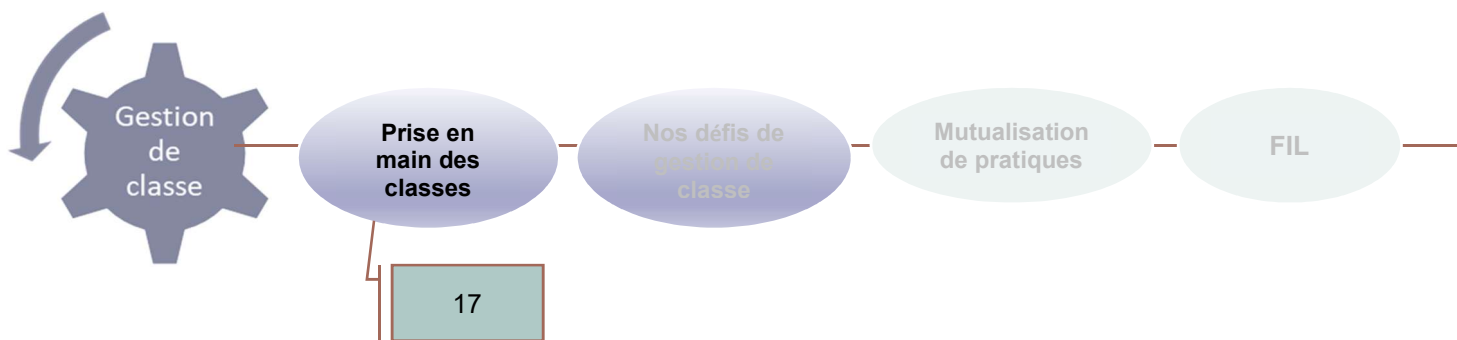 Gestion
de
classe
Prise en
main des
classes
Nos défis de
gestion de
classe
Mutualisation
de pratiques
FIL
17